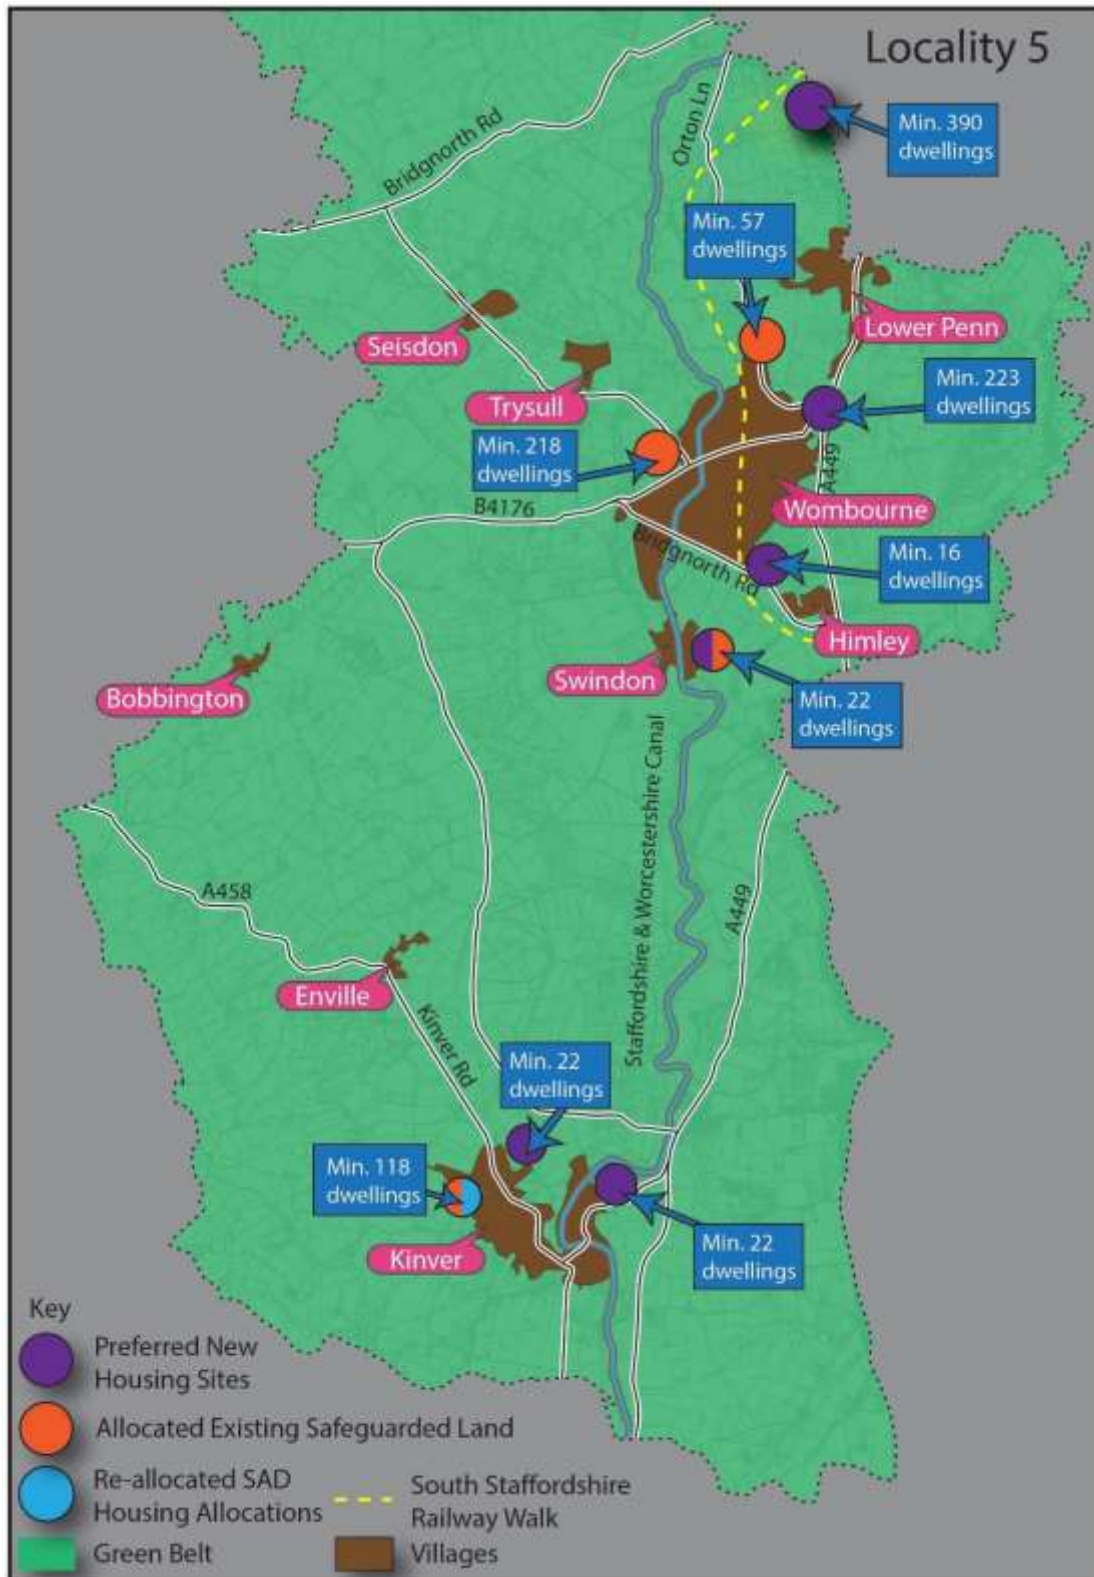 Locality 5
Min. 390
dwellings
Bridgnorth Rd
Orton Ln
Min. 57
dwellings
Lower Penn
Seisdon
Min. 223
dwellings
Trysull
Min. 218
dwellings
A449
Wombourne
B4176
Bridgnorth Rd
Min. 16
dwellings
Himley
Swindon
Bobbington
Min. 22
dwellings
Staffordshire & Worcestershire Canal
A458
A449
Enville
Kinver Rd
Min. 22
dwellings
Min. 118
dwellings
Min. 22
dwellings
Kinver
Key
Preferred New
Housing Sites
Allocated Existing Safeguarded Land
Re-allocated SAD
Housing Allocations
South Staffordshire
Railway Walk
Green Belt
Villages